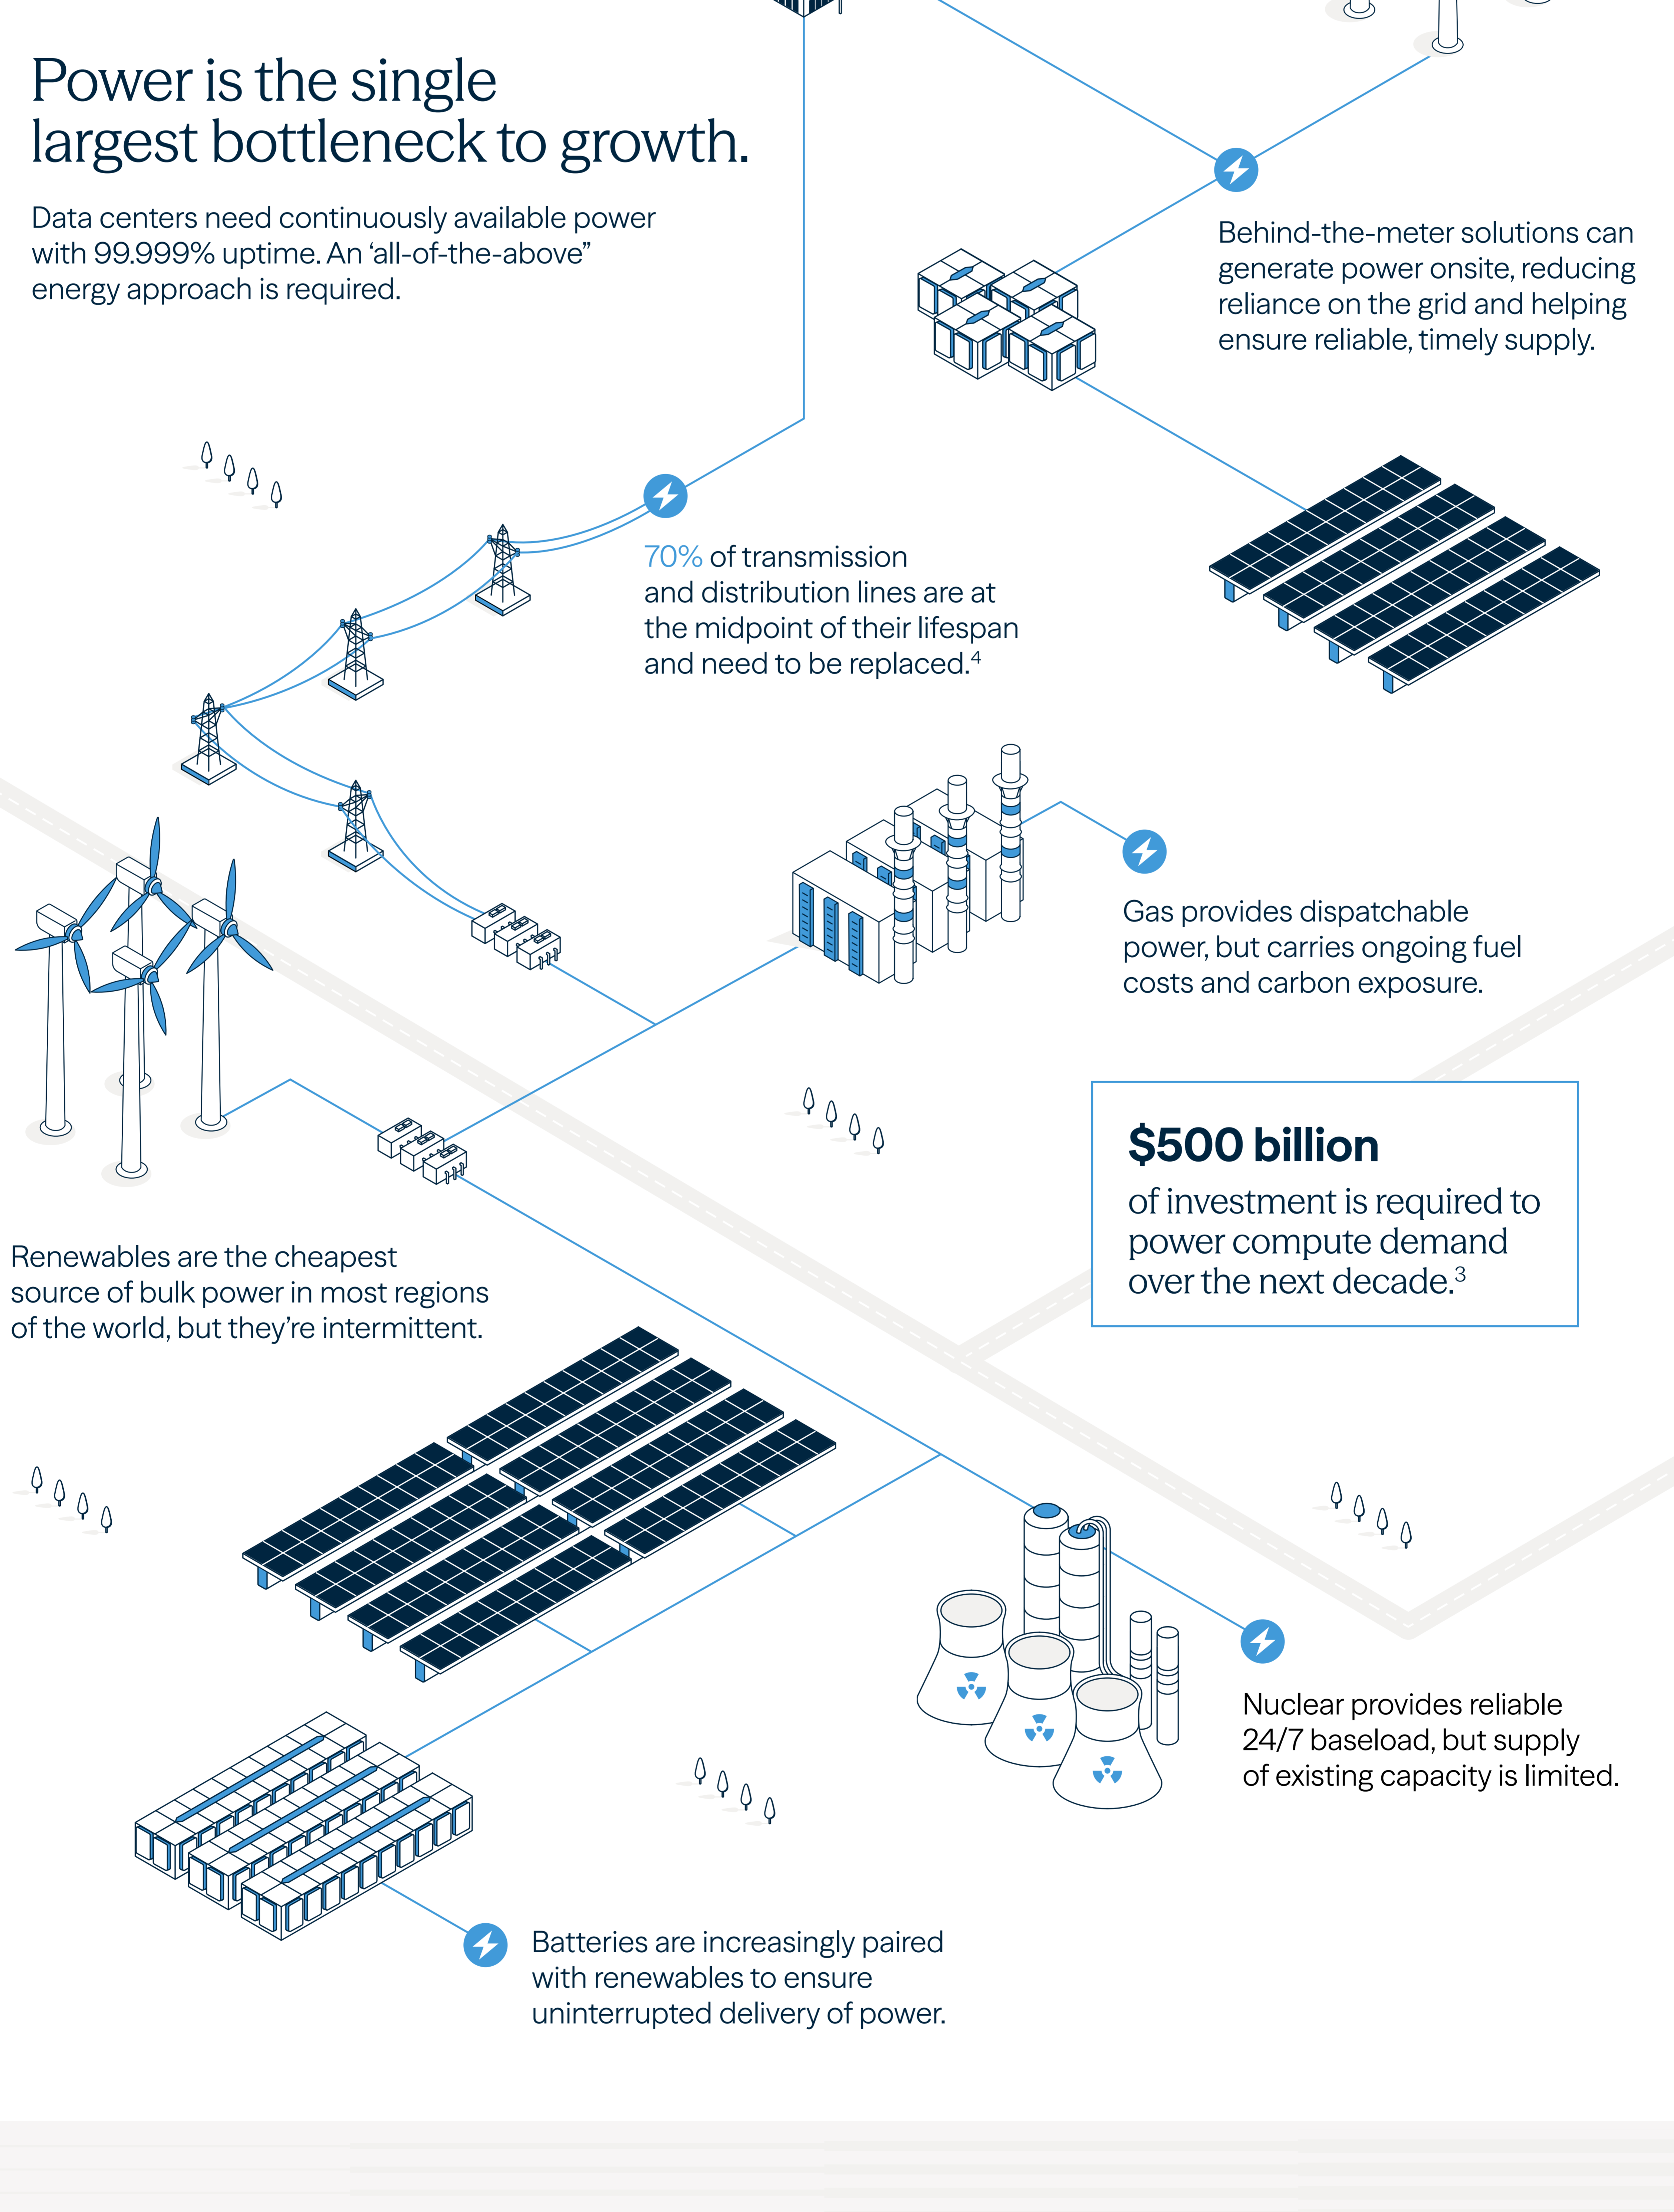 Power is the single
largest bottleneck to growth.
Data centers need continuously available power
with 99.999% uptime. An ‘all-of-the-above”
energy approach is required.
Behind-the-meter solutions can
generate power onsite, reducing
reliance on the grid and helping
ensure reliable, timely supply.
70% of transmission
and distribution lines are at
the midpoint of their lifespan
and need to be replaced.⁴
Gas provides dispatchable
power, but carries ongoing fuel
costs and carbon exposure.
$500 billion
of investment is required to
power compute demand
over the next decade.³
Renewables are the cheapest
source of bulk power in most regions
of the world, but they’re intermittent.
Nuclear provides reliable
24/7 baseload, but supply
of existing capacity is limited.
Batteries are increasingly paired
with renewables to ensure
uninterrupted delivery of power.